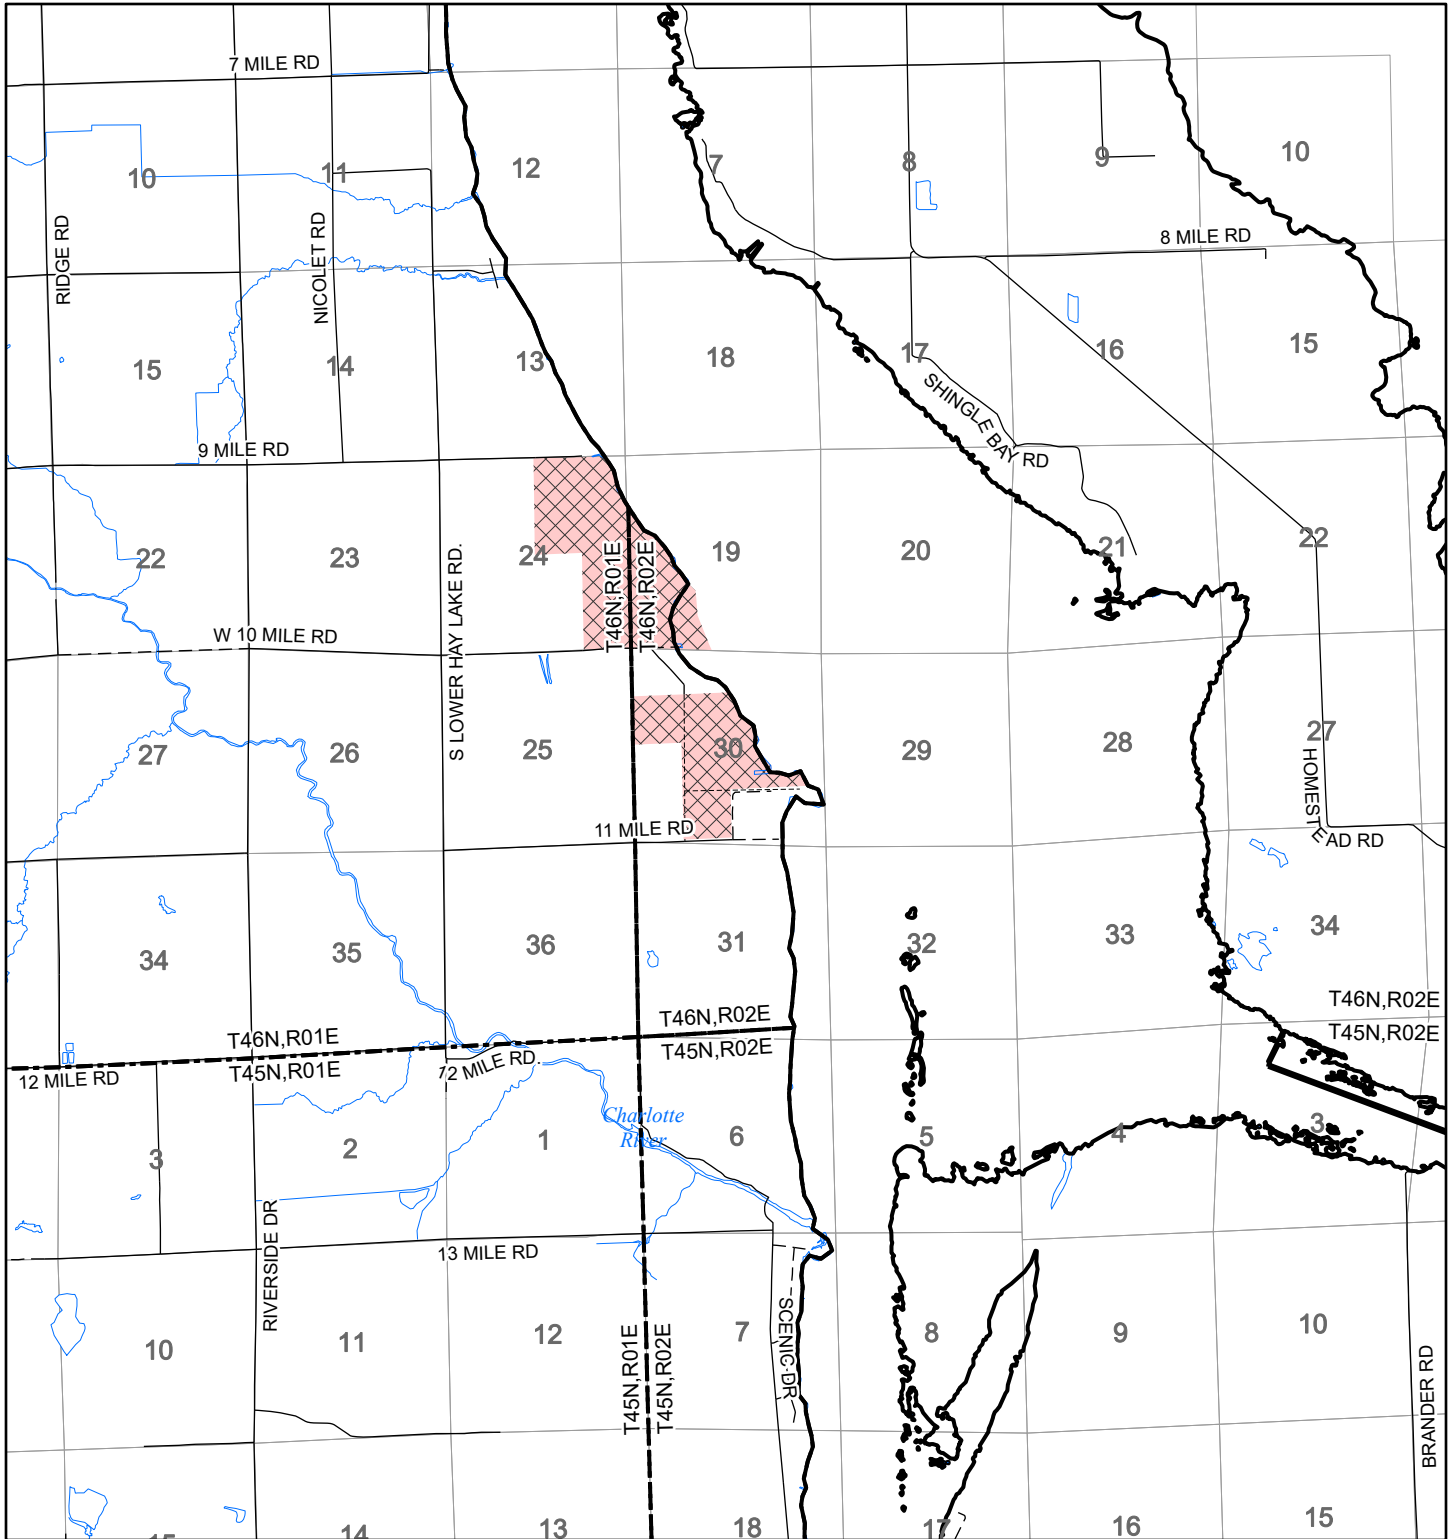 7 MILE RD
12
7
8
9
10
10
11
RIDGE RD
NICOLET RD
8 MILE RD
15
14
13
18
17
16
15
SHINGLE BAY RD
9 MILE RD
22
23
24
19
20
21
22
T46N,R01E
T46N,R02E
W 10 MILE RD
S LOWER HAY LAKE RD.
27
26
25
30
29
28
27
HOMESTEAD RD
11 MILE RD
34
35
36
31
32
33
34
T46N,R01E
T45N,R01E
T46N,R02E
T45N,R02E
T46N,R02E
T45N,R02E
12 MILE RD
12 MILE RD.
Charlotte
River
3
2
1
6
5
4
3
RIVERSIDE DR
13 MILE RD
SCENIC DR
10
11
12
7
8
9
10
T45N,R01E
T45N,R02E
BRANDER RD
15
14
13
18
17
16
15